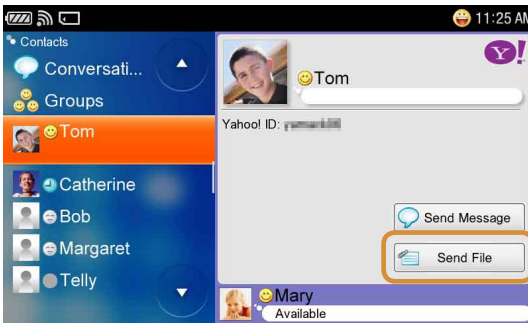 11:25 AM
Contacts
Conversati...
Groups
Tom
Catherine
Bob
Margaret
Telly
Y!
Tom
Yahoo! ID:
Send Message
Send File
Mary
Available